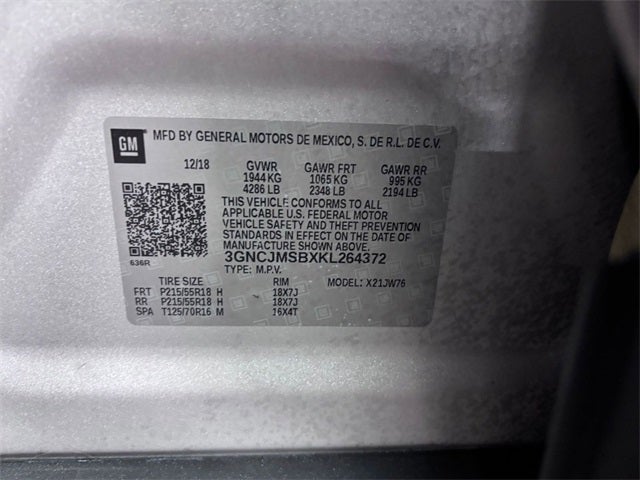 GM
MFD BY GENERAL MOTORS DE MEXICO, S. DE R.L. DE C.V.
12/18 GVWR GAWR FRT GAWR RR
1944 KG 1065 KG 995 KG
4286 LB 2348 LB 2194 LB
THIS VEHICLE CONFORMS TO ALL
APPLICABLE U.S. FEDERAL MOTOR
VEHICLE SAFETY AND THEFT PREVENTION
STANDARDS IN EFFECT ON THE DATE OF
MANUFACTURE SHOWN ABOVE.
636R 3GNCJMSBXKL264372
TYPE: M.P.V. MODEL: X21JW76
TIRE SIZE RIM
FRT P215/55R18 H 18X7J
RR P215/55R18 H 18X7J
SPA T125/70R16 M 16X4T